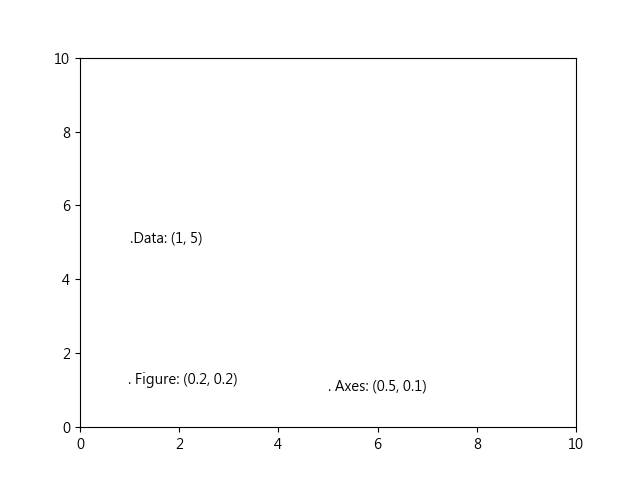 10
8
6
.Data: (1, 5)
4
2
. Figure: (0.2, 0.2)
. Axes: (0.5, 0.1)
0
0 2 4 6 8 10